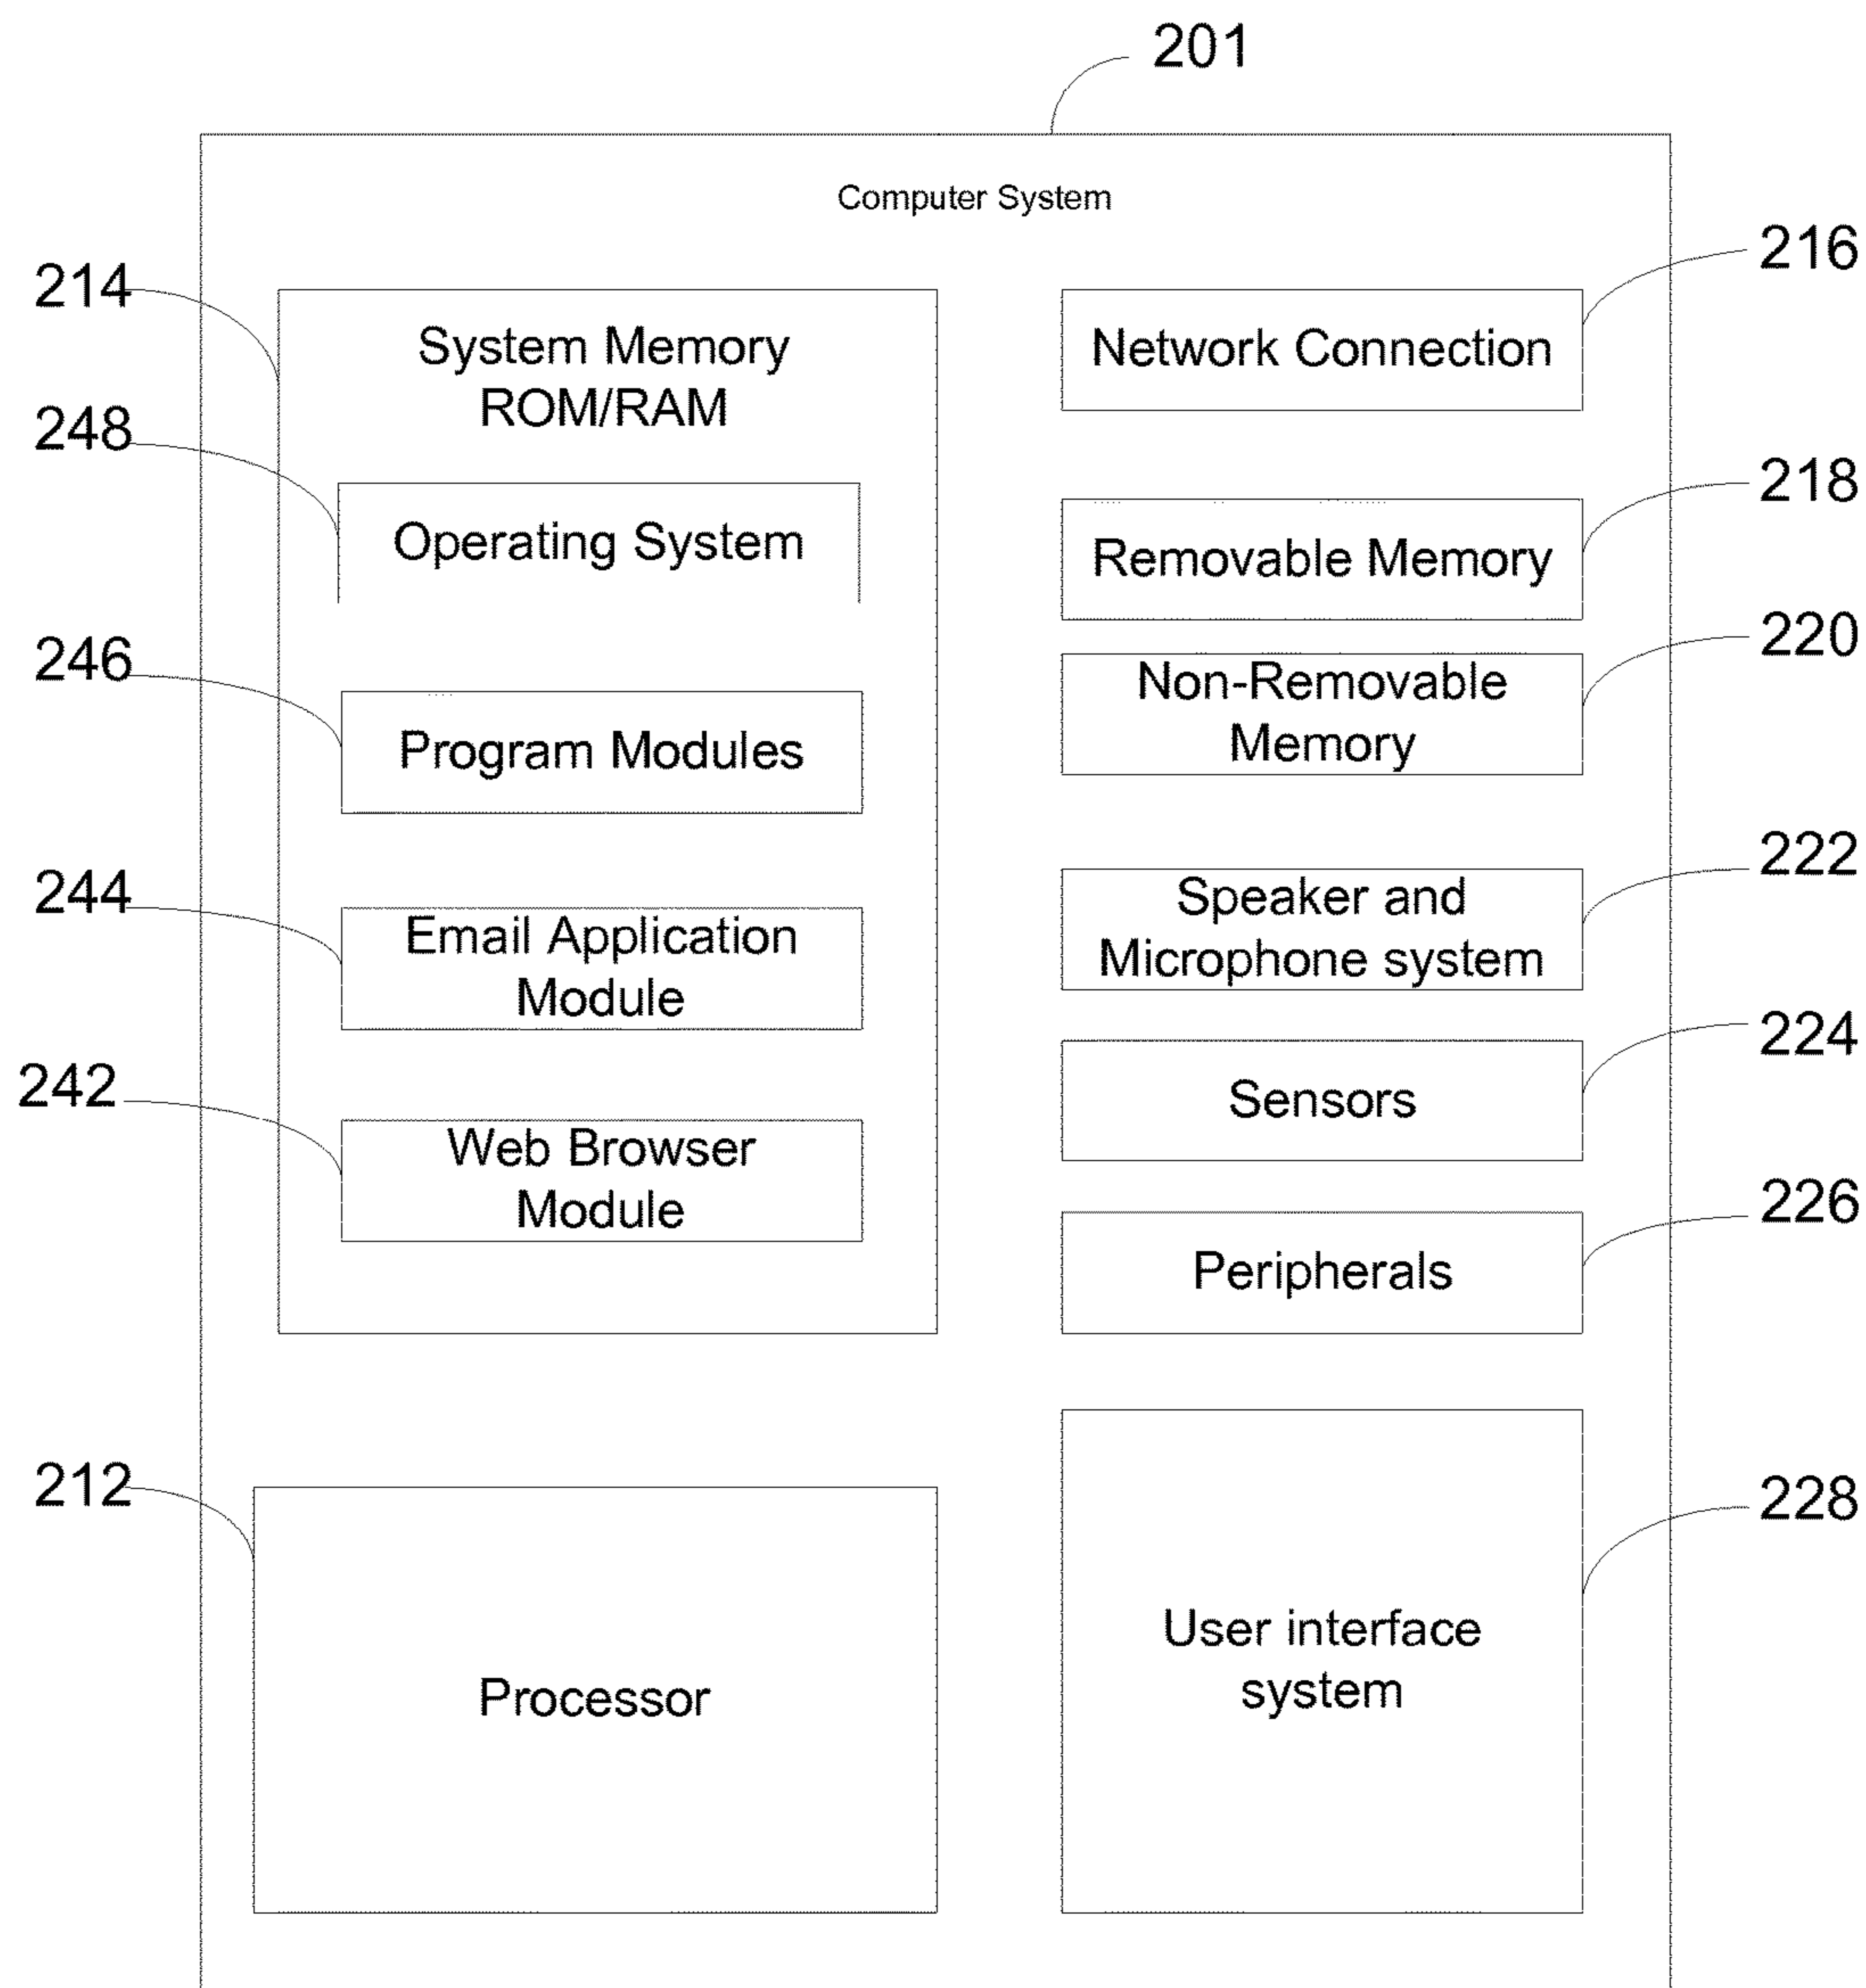 201
Computer System
214
System Memory
ROM/RAM
248
Operating System
246
Program Modules
244
Email Application
Module
242
Web Browser
Module
212
Processor
216
Network Connection
218
Removable Memory
220
Non-Removable
Memory
222
Speaker and
Microphone system
224
Sensors
226
Peripherals
228
User interface
system